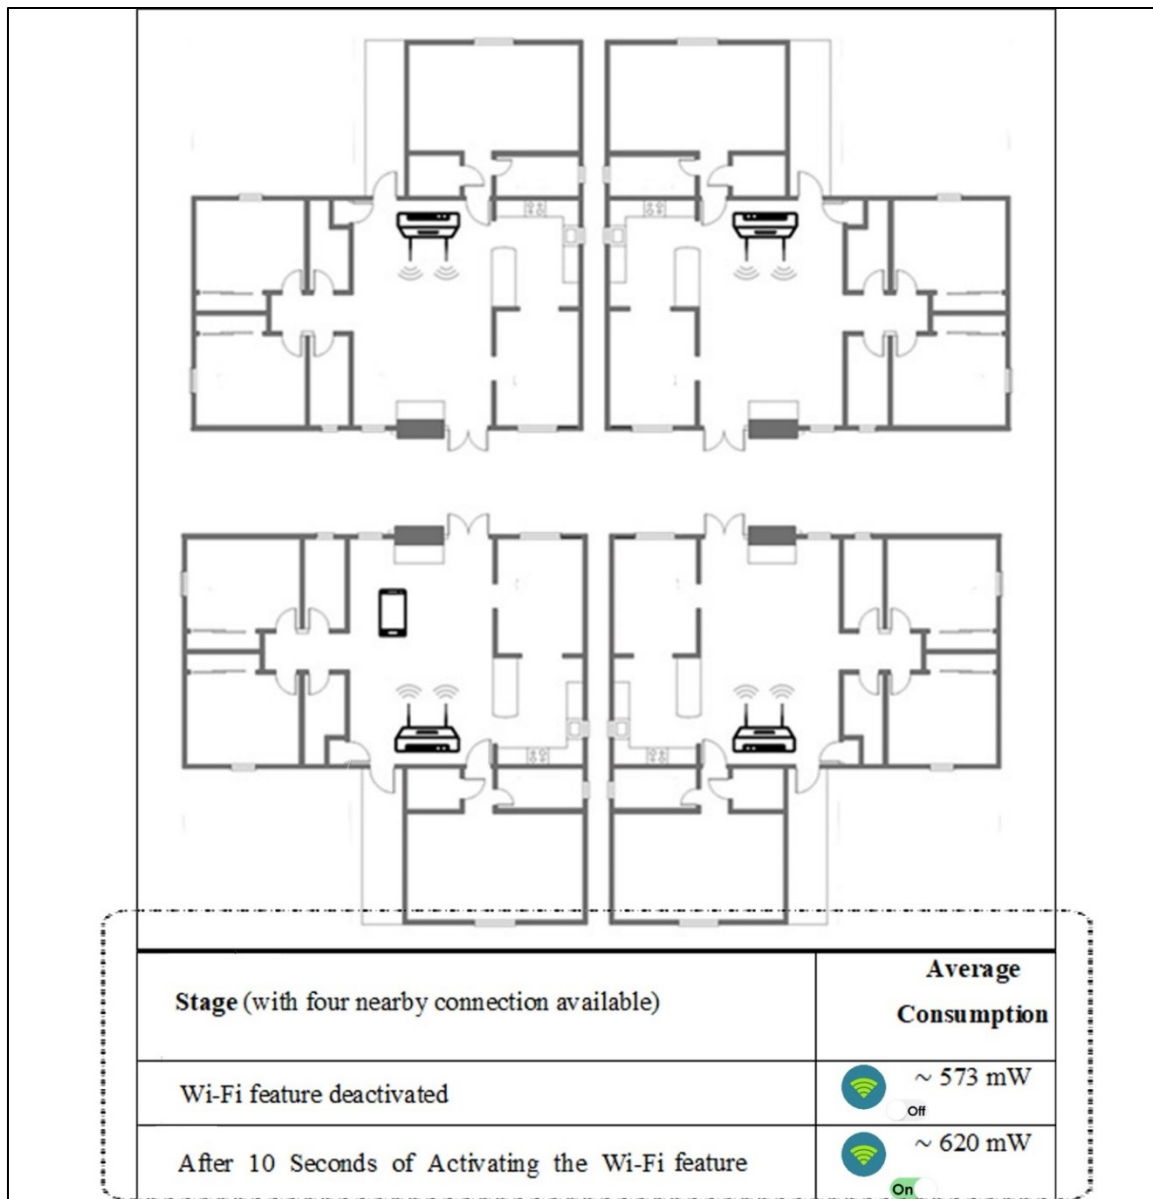 Stage (with four nearby connection available)
Average
Consumption
Wi-Fi feature deactivated
~ 573 mW
Off
After 10 Seconds of Activating the Wi-Fi feature
~ 620 mW
On